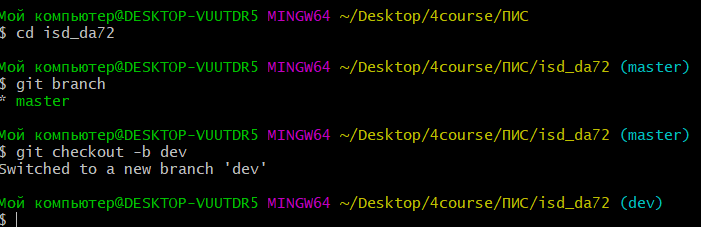 Мой компьютер@DESKTOP-VUUTDR5 MINGW64 ~/Desktop/4course/ПИС
$ cd isd_da72
Мой компьютер@DESKTOP-VUUTDR5 MINGW64 ~/Desktop/4course/ПИС/isd_da72 (master)
$ git branch
* master
Мой компьютер@DESKTOP-VUUTDR5 MINGW64 ~/Desktop/4course/ПИС/isd_da72 (master)
$ git checkout -b dev
Switched to a new branch 'dev'
Мой компьютер@DESKTOP-VUUTDR5 MINGW64 ~/Desktop/4course/ПИС/isd_da72 (dev)
$